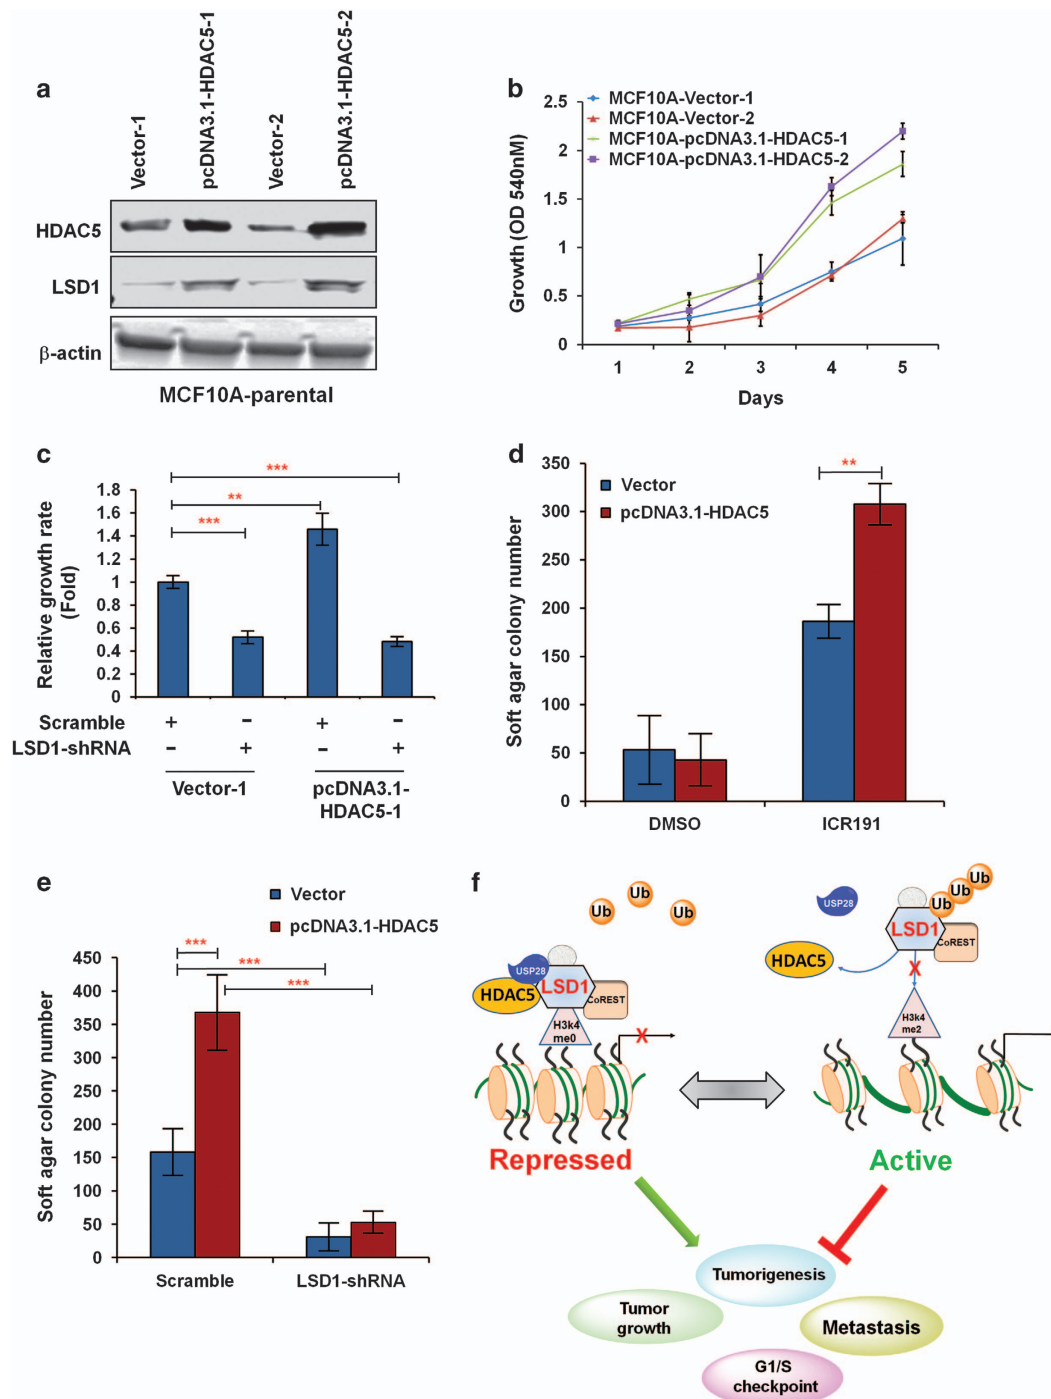 a
Vector-1
pcDNA3.1-HDAC5-1
Vector-2
pcDNA3.1-HDAC5-2
HDAC5
LSD1
β-actin
MCF10A-parental
b
MCF10A-Vector-1
MCF10A-Vector-2
MCF10A-pcDNA3.1-HDAC5-1
MCF10A-pcDNA3.1-HDAC5-2
Growth (OD 540nM)
2.5
2
1.5
1
0.5
0
1 2 3 4 5
Days
c
***
**
***
Relative growth rate
(Fold)
1.8
1.6
1.4
1.2
1
0.8
0.6
0.4
0.2
0
Scramble + - + -
LSD1-shRNA - + - +
Vector-1
pcDNA3.1-
HDAC5-1
d
Vector
pcDNA3.1-HDAC5
**
Soft agar colony number
350
300
250
200
150
100
50
0
DMSO ICR191
e
Vector
pcDNA3.1-HDAC5
***
***
***
Soft agar colony number
450
400
350
300
250
200
150
100
50
0
Scramble LSD1-shRNA
f
Ub Ub Ub
USP28
HDAC5
LSD1
CoREST
H3k4
me0
X
Repressed
USP28
Ub Ub Ub
LSD1
CoREST
HDAC5
X
H3k4
me2
Active
Tumorigenesis
Tumor
growth
Metastasis
G1/S
checkpoint